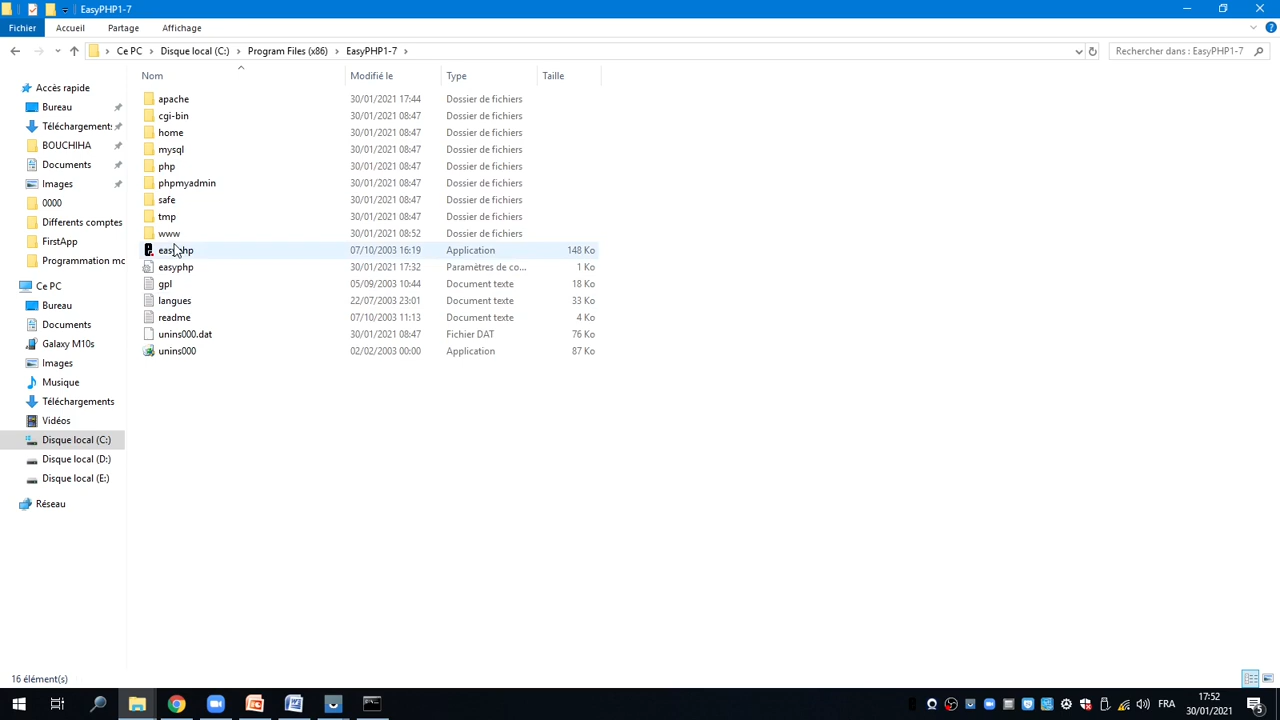 EasyPHP1-7
Fichier Accueil Partage Affichage
Ce PC > Disque local (C:) > Program Files (x86) > EasyPHP1-7 >
Rechercher dans : EasyPHP1-7
Nom Modifié le Type Taille
apache 30/01/2021 17:44 Dossier de fichiers
cgi-bin 30/01/2021 08:47 Dossier de fichiers
home 30/01/2021 08:47 Dossier de fichiers
mysql 30/01/2021 08:47 Dossier de fichiers
php 30/01/2021 08:47 Dossier de fichiers
phpmyadmin 30/01/2021 08:47 Dossier de fichiers
safe 30/01/2021 08:47 Dossier de fichiers
tmp 30/01/2021 08:47 Dossier de fichiers
www 30/01/2021 08:52 Dossier de fichiers
easyphp 07/10/2003 16:19 Application 148 Ko
easyphp 30/01/2021 17:32 Paramètres de co... 1 Ko
gpl 05/09/2003 10:44 Document texte 18 Ko
langues 22/07/2003 23:01 Document texte 33 Ko
readme 07/10/2003 11:13 Document texte 4 Ko
unins000.dat 30/01/2021 08:47 Fichier DAT 76 Ko
unins000 02/02/2003 00:00 Application 87 Ko
Accès rapide
Bureau
Téléchargement:
BOUCHIHA
Documents
Images
0000
Differents comptes
FirstApp
Programmation mo
Ce PC
Bureau
Documents
Galaxy M10s
Images
Musique
Téléchargements
Vidéos
Disque local (C:)
Disque local (D:)
Disque local (E:)
Réseau
16 élément(s)
FRA
17:52
30/01/2021